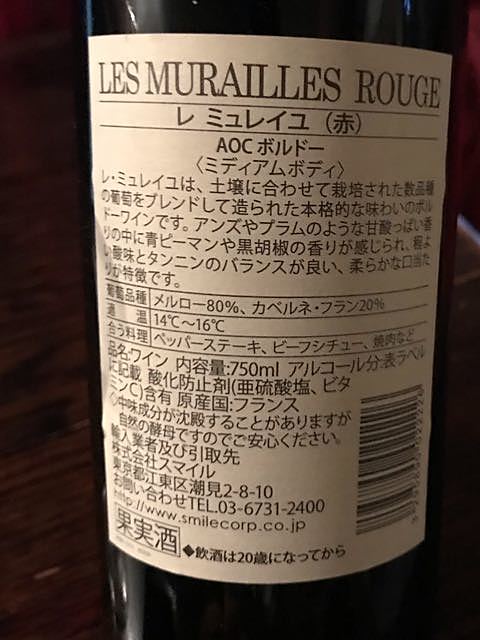 LES MURAILLES ROUGE
レ ミュレイユ（赤）
AOC ボルドー
〈ミディアムボディ〉
レ・ミュレイユは、土壌に合わせて栽培された数品種
の葡萄をブレンドして造られた本格的な味わいのボル
ドーワインです。アンズやプラムのような甘酸っぱい香
りの中に青ピーマンや黒胡椒の香りが感じられ、程よ
い酸味とタンニンのバランスが良い、柔らかな口当た
りが特徴です。
葡萄品種 メルロー80%、カベルネ・フラン20%
適温 14℃～16℃
合う料理 ペッパーステーキ、ビーフシチュー、焼肉など
品名:ワイン 内容量:750ml アルコール分:表ラベル
に記載 酸化防止剤(亜硫酸塩、ビタ
ミンC)含有 原産国:フランス
◇中味成分が沈殿することがありますが
自然の酵母ですのでご安心ください。
輸入業者及び引取先
株式会社スマイル
東京都江東区潮見2-8-10
お問い合わせTEL.03-6731-2400
http://www.smilecorp.co.jp
果実酒 ◆飲酒は20歳になってから